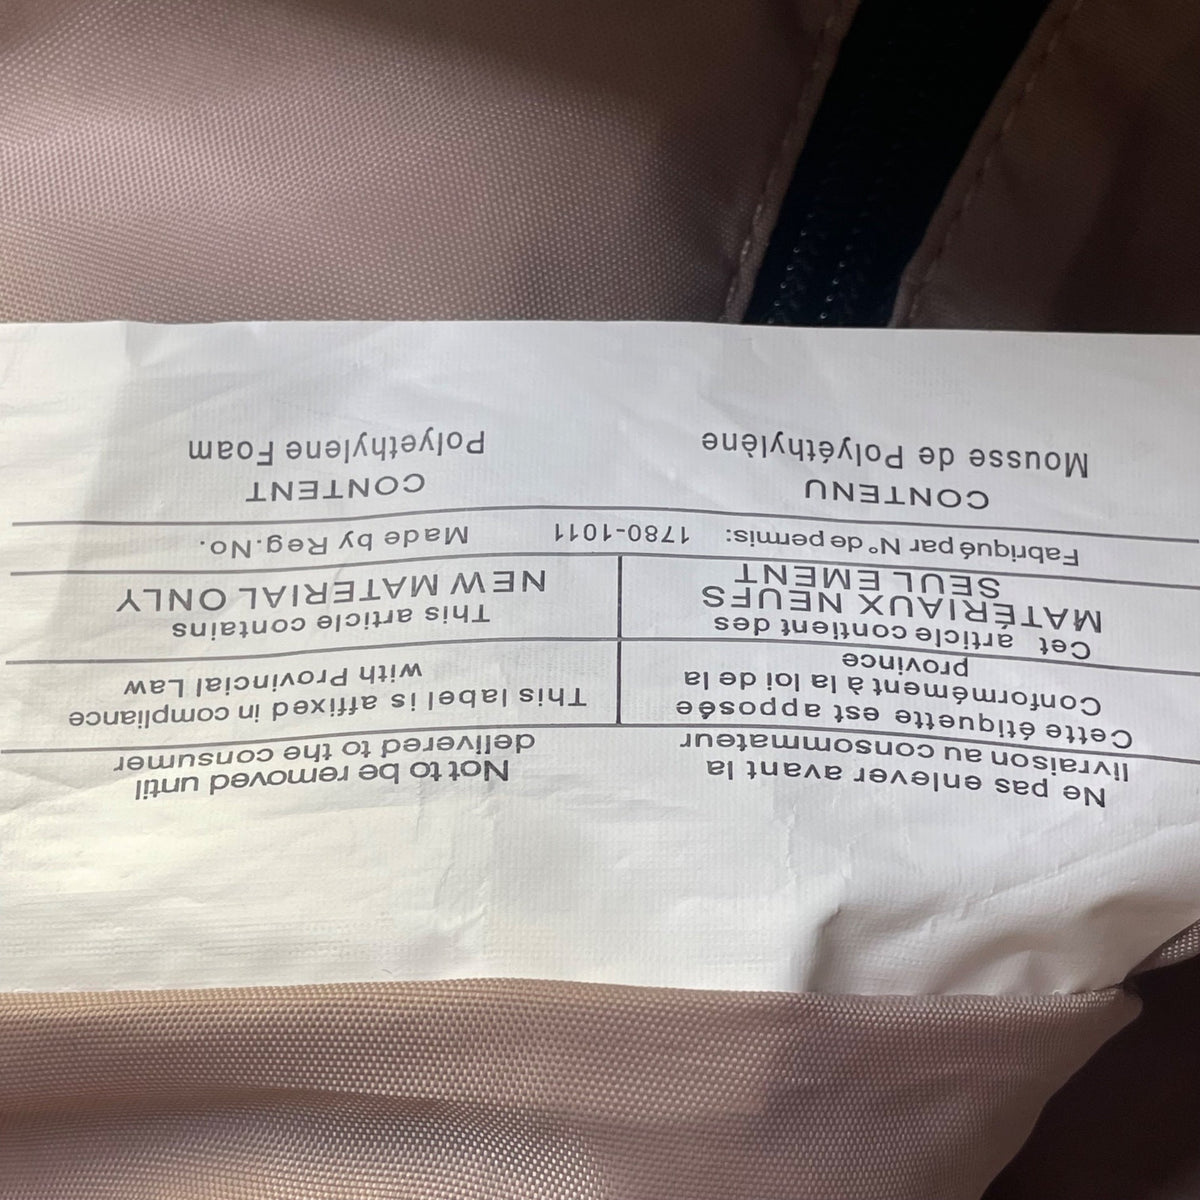 Ne pas enlever avant la
livraison au consommateur
Not to be removed until
delivered to the consumer
Cette étiquette est apposée
Conformément à la loi de la
province
This label is affixed in compliance
with Provincial Law
Cet article contient des
MATÉRIAUX NEUFS
SEULEMENT
This article contains
NEW MATERIAL ONLY
Fabriqué par N° de permis: 1780-1011 Made by Reg.No.
CONTENU
Mousse de Polyéthylène
CONTENT
Polyethylene Foam